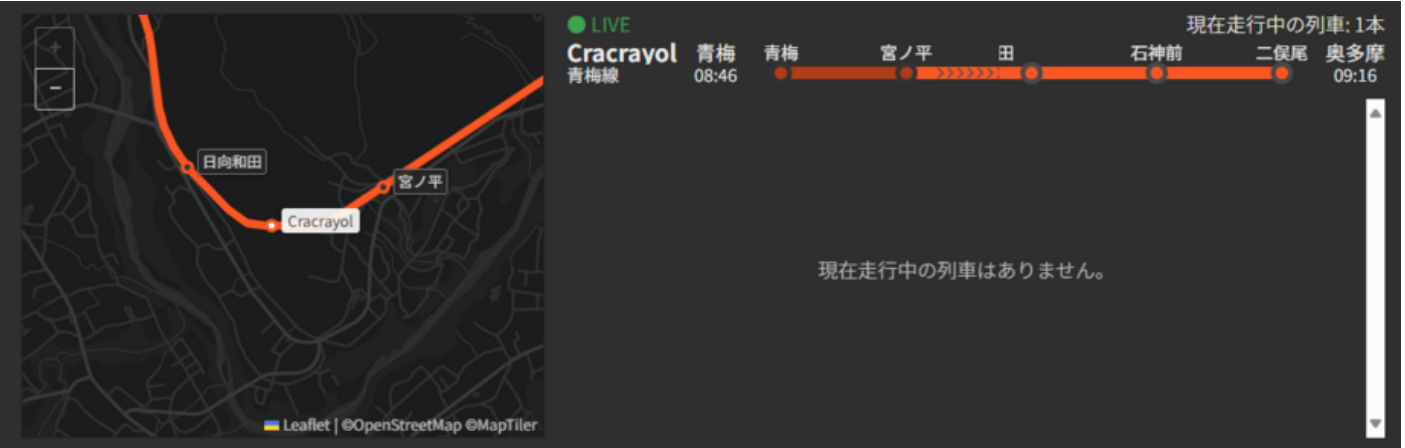 +
−
日向和田
宮ノ平
Cracrayol
Leaflet | ©OpenStreetMap ©MapTiler
LIVE
現在走行中の列車: 1本
Cracrayol 青梅 青梅 宮ノ平 田 石神前 二俣尾 奥多摩
青梅線 08:46 09:16
現在走行中の列車はありません。